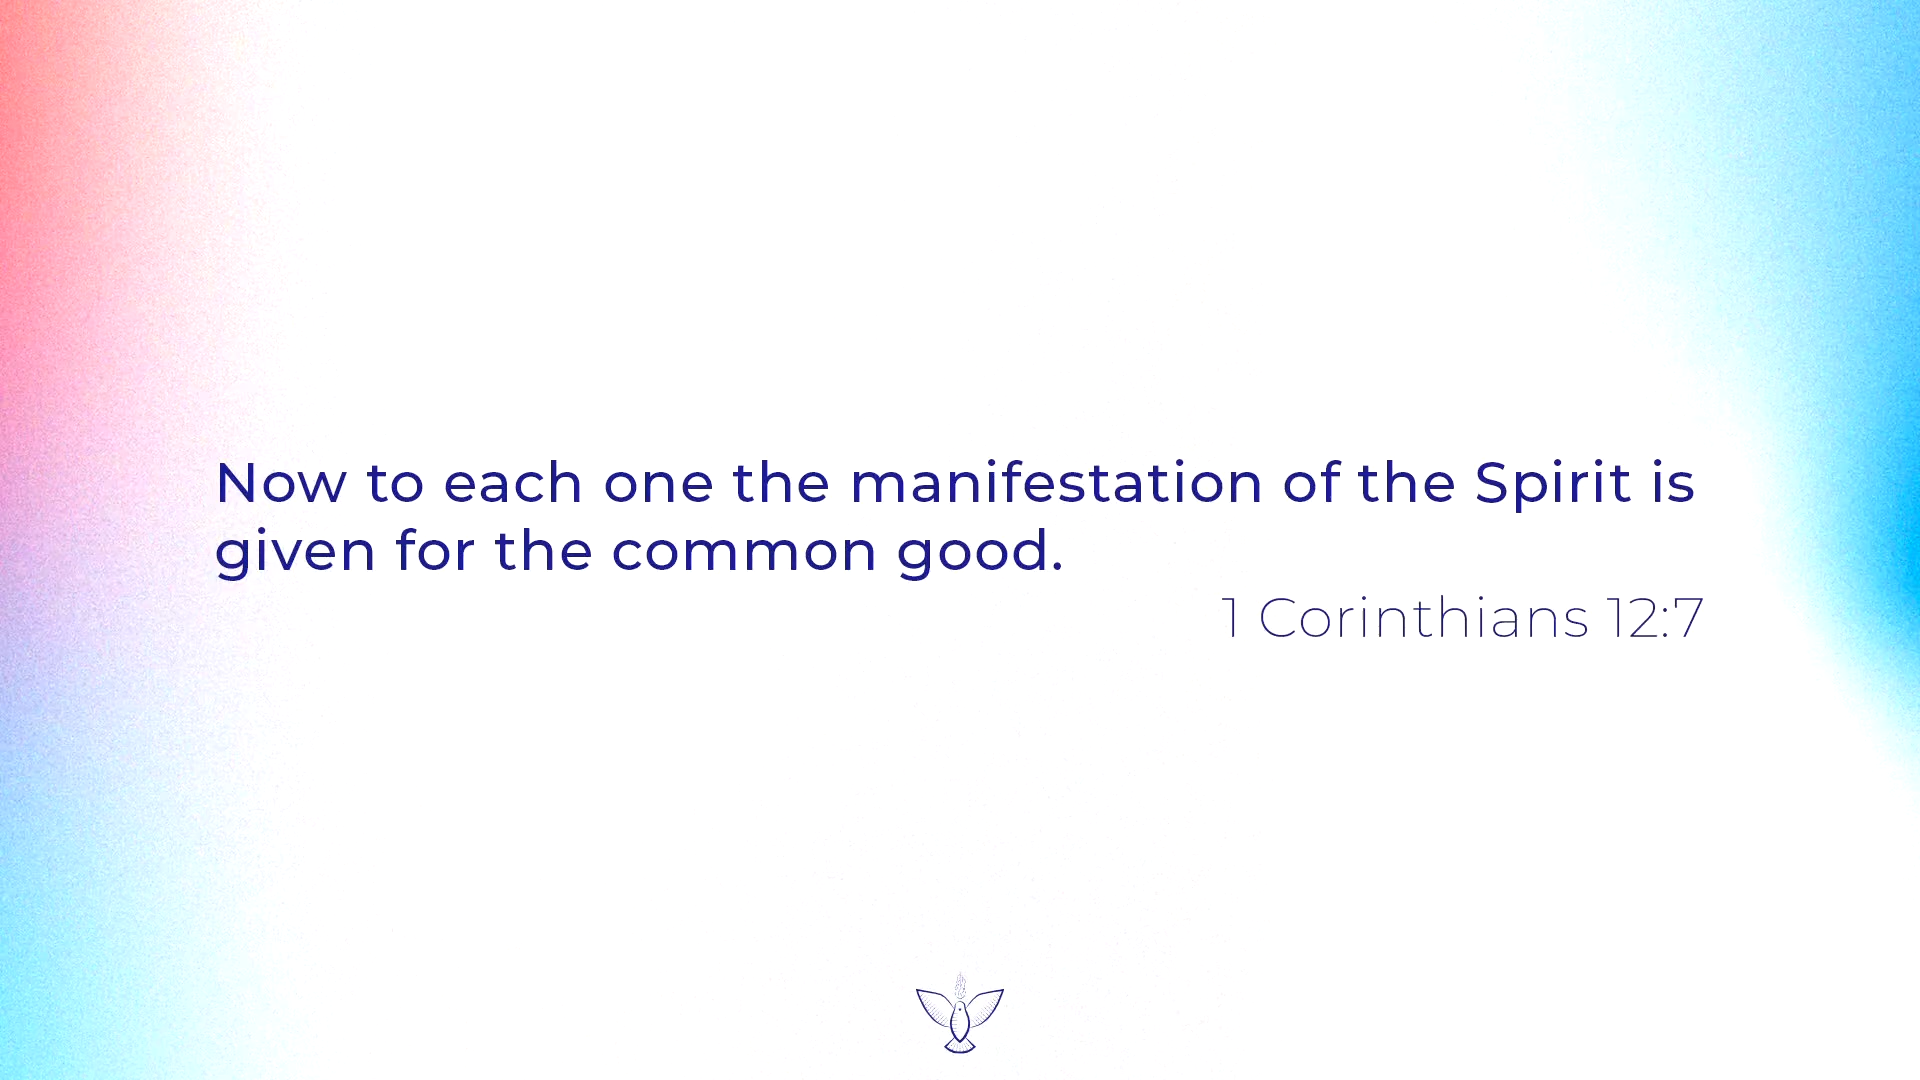 Now to each one the manifestation of the Spirit is
given for the common good.
1 Corinthians 12:7